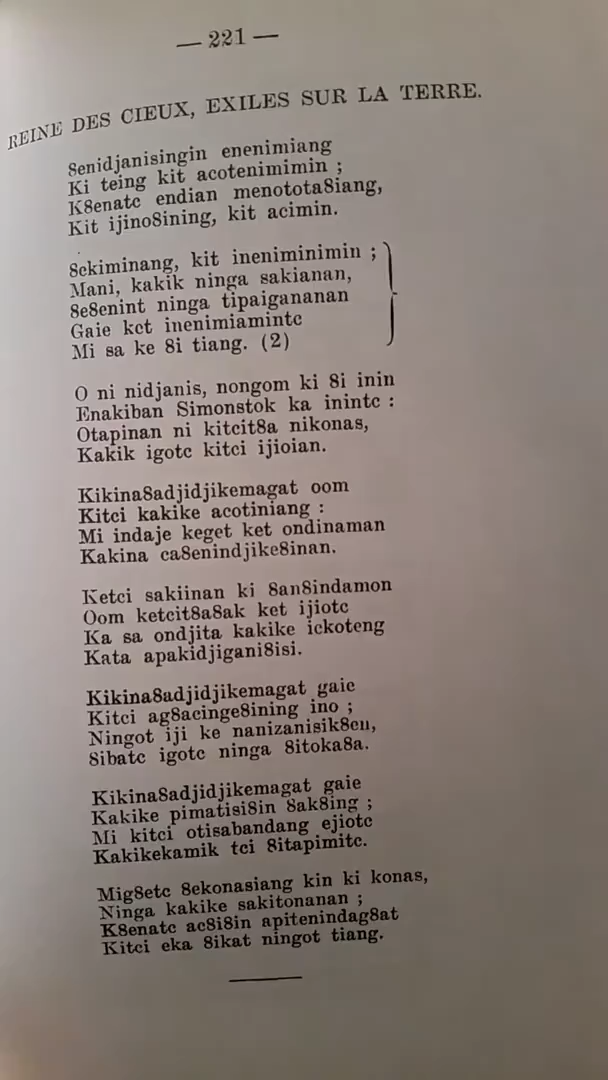 — 221 —
REINE DES CIEUX, EXILES SUR LA TERRE.
8enidjanisingin enenimiang
Ki teing kit acotenimimin ;
K8enatc endian menotota8iang,
Kit ijino8ining, kit acimin.
8ckiminang, kit ineniminimin ;
Mani, kakik ninga sakianan,
8e8enint ninga tipaigananan
Gaie ket inenimiamintc
Mi sa ke 8i tiang. (2)
O ni nidjanis, nongom ki 8i inin
Enakiban Simonstok ka inintc :
Otapinan ni kitcit8a nikonas,
Kakik igotc kitci ijioian.
Kikina8adjidjikemagat oom
Kitci kakike acotiniang :
Mi indaje keget ket ondinaman
Kakina ca8enindjike8inan.
Ketci sakiinan ki 8an8indamon
Oom ketcit8a8ak ket ijiotc
Ka sa ondjita kakike ickoteng
Kata apakidjigani8isi.
Kikina8adjidjikemagat gaie
Kitci ag8acinge8ining ino ;
Ningot iji ke nanizanisik8eu,
8ibatc igotc ninga 8itoka8a.
Kikina8adjidjikemagat gaie
Kakike pimatisi8in 8ak8ing ;
Mi kitci otisabandang ejiotc
Kakikekamik tci 8itapimitc.
Mig8etc 8ekonasiang kin ki konas,
Ninga kakike sakitonanan ;
K8enatc ac8i8in apitenindag8at
Kitci eka 8ikat ningot tiang.